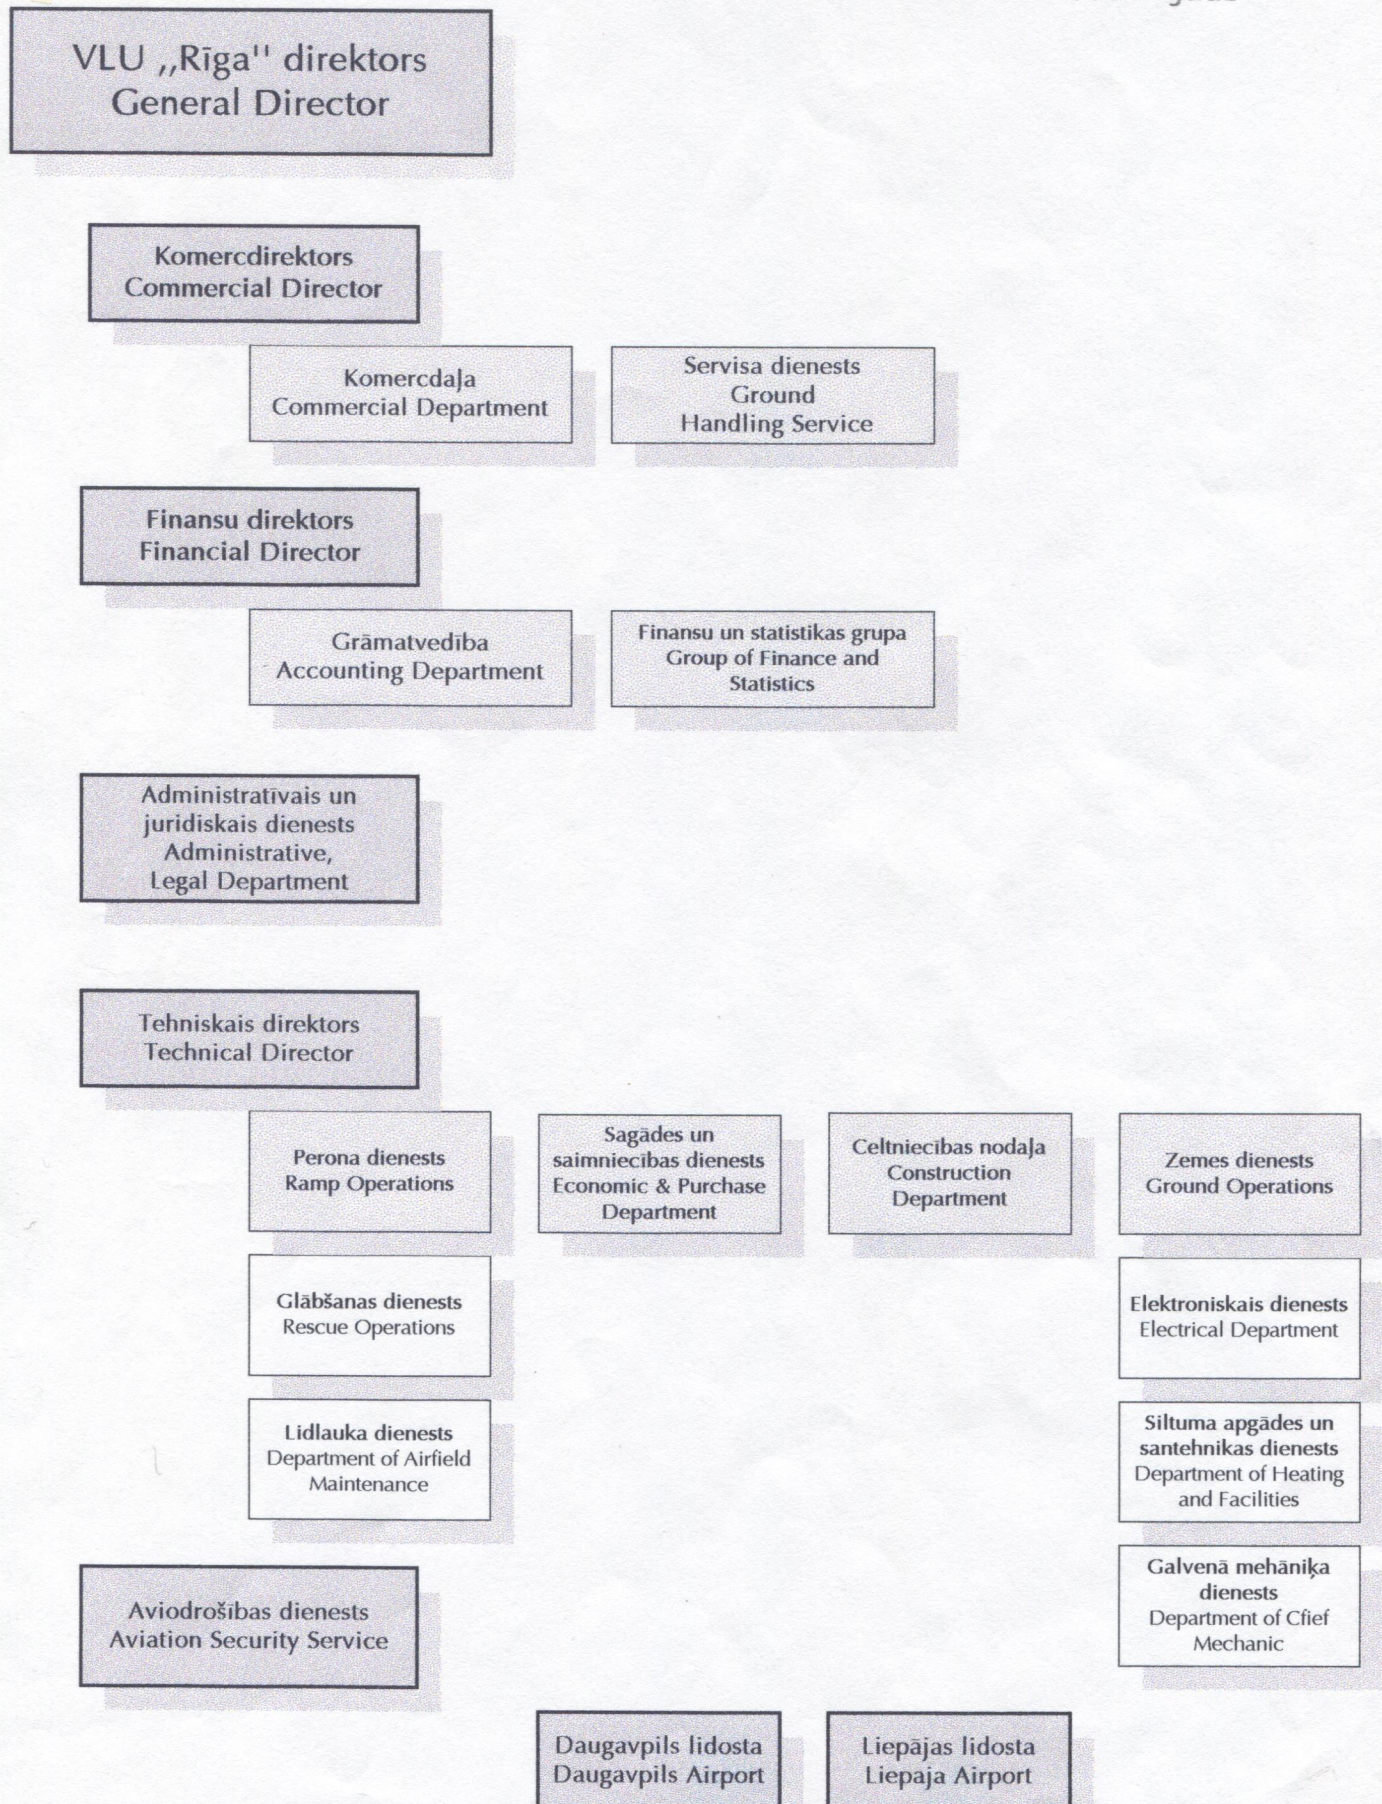 VLU ,,Rīga'' direktors
General Director
Komercdirektors
Commercial Director
Komercdaļa
Commercial Department
Servisa dienests
Ground
Handling Service
Finansu direktors
Financial Director
Grāmatvedība
Accounting Department
Finansu un statistikas grupa
Group of Finance and
Statistics
Administratīvais un
juridiskais dienests
Administrative,
Legal Department
Tehniskais direktors
Technical Director
Perona dienests
Ramp Operations
Sagādes un
saimniecības dienests
Economic & Purchase
Department
Celtniecības nodaļa
Construction
Department
Zemes dienests
Ground Operations
Glābšanas dienests
Rescue Operations
Elektroniskais dienests
Electrical Department
Lidlauka dienests
Department of Airfield
Maintenance
Siltuma apgādes un
santehnikas dienests
Department of Heating
and Facilities
Galvenā mehāniķa
dienests
Department of Cfief
Mechanic
Aviodrošības dienests
Aviation Security Service
Daugavpils lidosta
Daugavpils Airport
Liepājas lidosta
Liepaja Airport